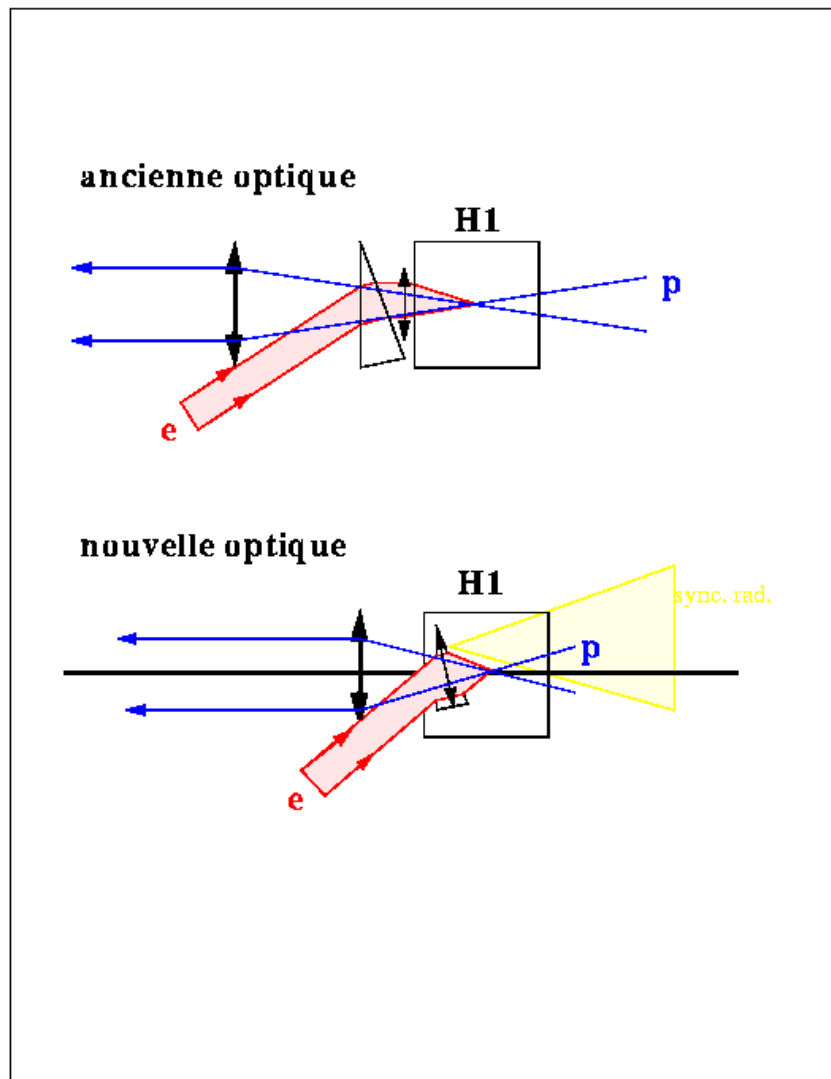 ancienne optique
H1
p
e
nouvelle optique
H1
sync. rad.
p
e